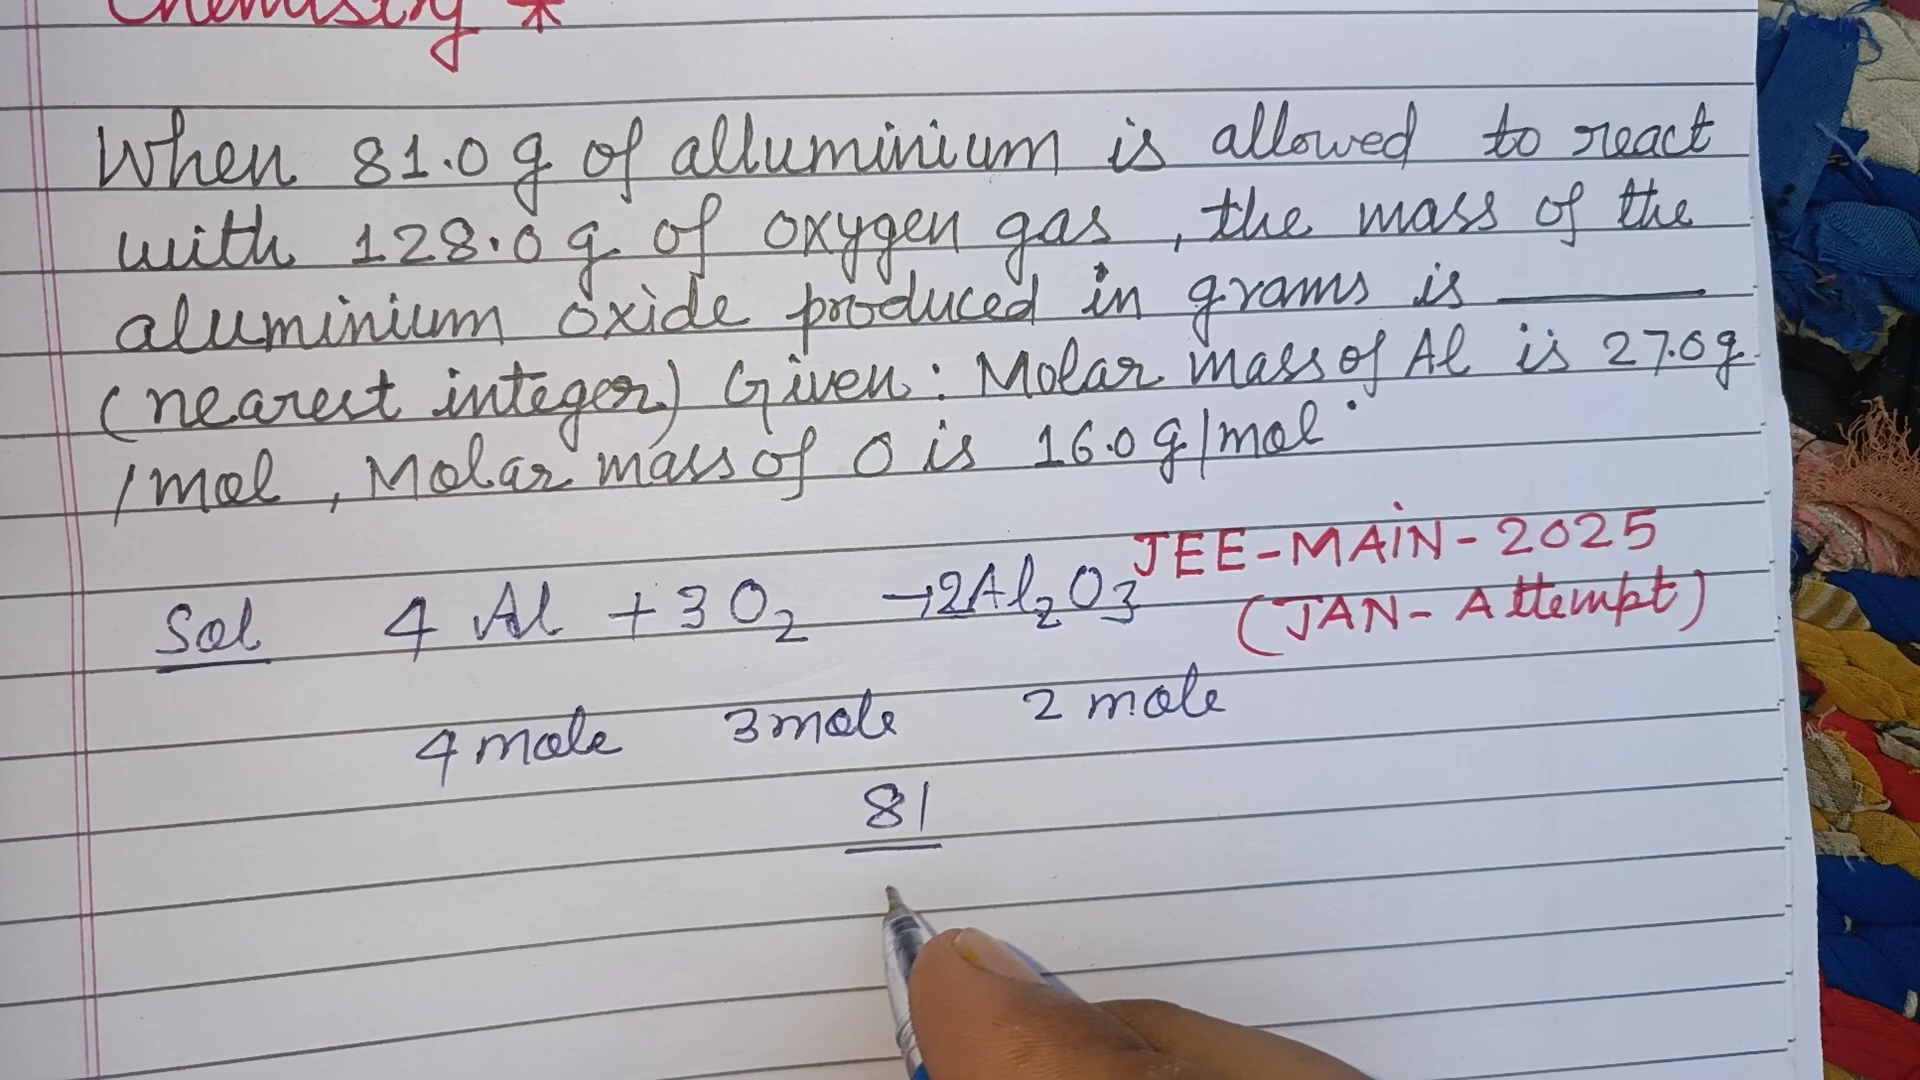 Chemistry *
When 81.0 g of alluminium is allowed to react
with 128.0 g of oxygen gas, the mass of the
aluminium oxide produced in grams is ______
(nearest integer) Given: Molar mass of Al is 27.0g
/mol, Molar mass of O is 16.0 g/mol.
JEE-MAIN-2025
(JAN-Attempt)
Sol 4 Al + 3O₂ → 2Al₂O₃
4 mole 3 mole 2 mole
81